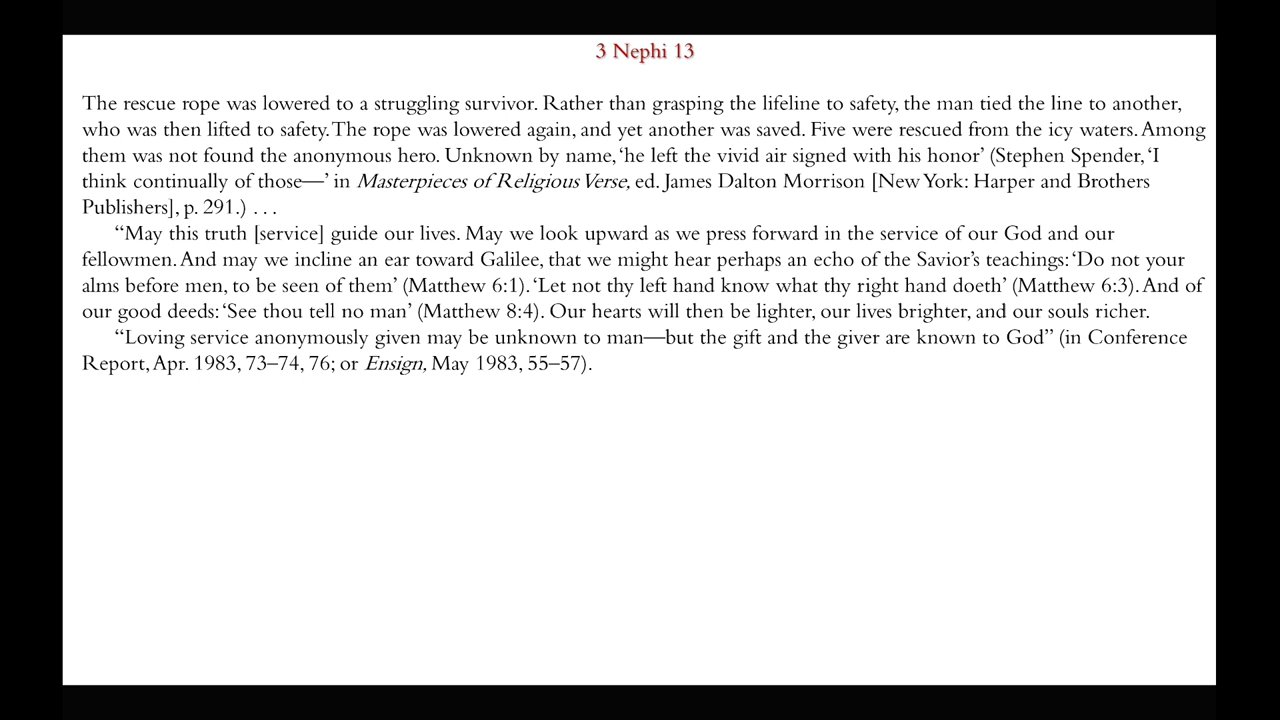 3 Nephi 13
The rescue rope was lowered to a struggling survivor. Rather than grasping the lifeline to safety, the man tied the line to another,
who was then lifted to safety. The rope was lowered again, and yet another was saved. Five were rescued from the icy waters. Among
them was not found the anonymous hero. Unknown by name, ‘he left the vivid air signed with his honor’ (Stephen Spender, ‘I
think continually of those—’ in Masterpieces of Religious Verse, ed. James Dalton Morrison [New York: Harper and Brothers
Publishers], p. 291.) . . .
“May this truth [service] guide our lives. May we look upward as we press forward in the service of our God and our
fellowmen. And may we incline an ear toward Galilee, that we might hear perhaps an echo of the Savior’s teachings: ‘Do not your
alms before men, to be seen of them’ (Matthew 6:1). ‘Let not thy left hand know what thy right hand doeth’ (Matthew 6:3). And of
our good deeds: ‘See thou tell no man’ (Matthew 8:4). Our hearts will then be lighter, our lives brighter, and our souls richer.
“Loving service anonymously given may be unknown to man—but the gift and the giver are known to God” (in Conference
Report, Apr. 1983, 73–74, 76; or Ensign, May 1983, 55–57).